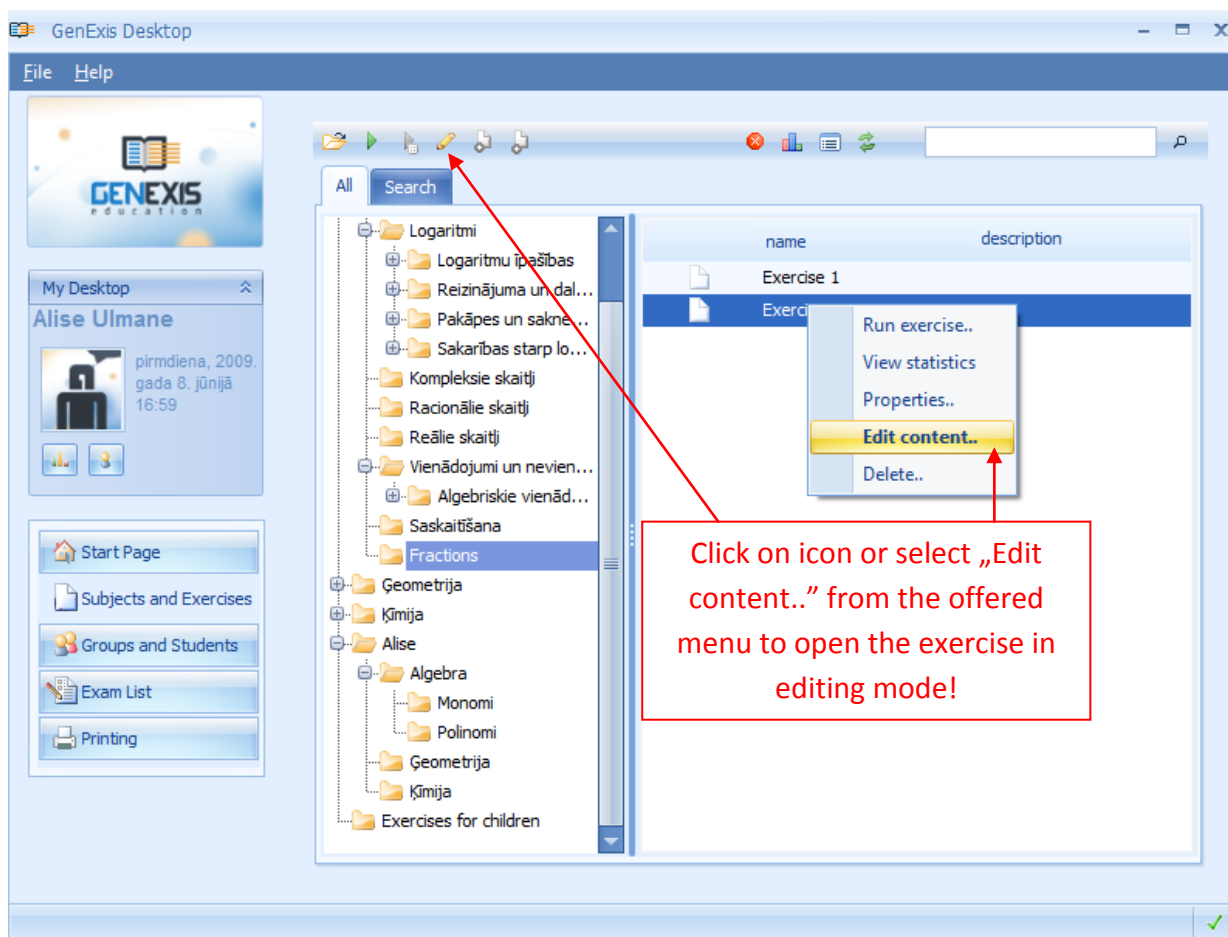 GenExis Desktop
File Help
GENEXIS
education
My Desktop
Alise Ulmane
pirmdiena, 2009.
gada 8. jūnijā
16:59
Start Page
Subjects and Exercises
Groups and Students
Exam List
Printing
All Search
Logaritmi
Logaritmu īpašības
Reizinājuma un dal...
Pakāpes un sakne...
Sakarības starp lo...
Kompleksie skaitļi
Racionālie skaitļi
Reālie skaitļi
Vienādojumi un nevien...
Algebriskie vienād...
Saskaitīšana
Fractions
Ģeometrija
Ķīmija
Alise
Algebra
Monomi
Polinomi
Ģeometrija
Ķīmija
Exercises for children
name description
Exercise 1
Exerci
Run exercise..
View statistics
Properties..
Edit content..
Delete..
Click on icon or select „Edit
content..” from the offered
menu to open the exercise in
editing mode!